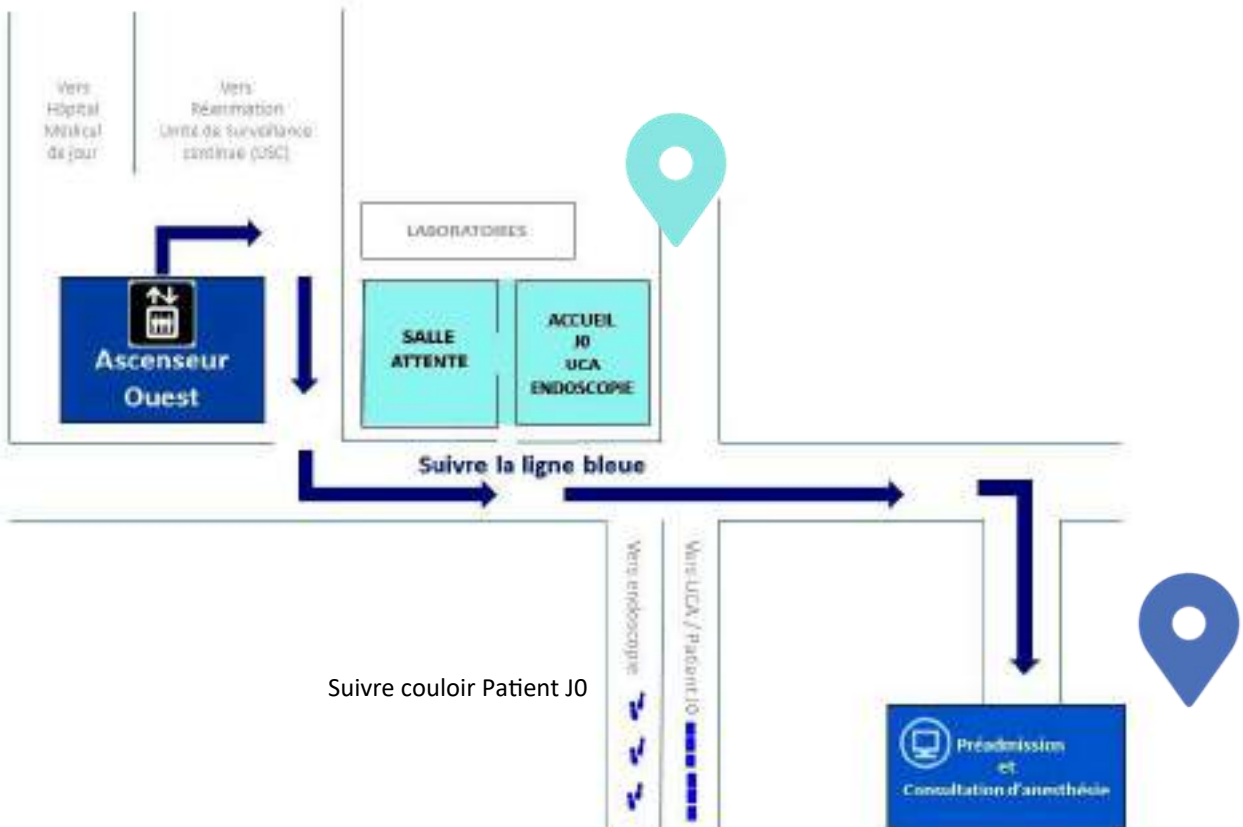 Vers
Hôpital
Médical
de jour
Vers
Réanimation
Unité de Surveillance
continue (USC)
LABORATOIRES
SALLE
ATTENTE
ACCUEIL
J0
UCA
ENDOSCOPIE
Ascenseur
Ouest
Suivre la ligne bleue
Vers endoscopie
Vers UCA / Patient J0
Suivre couloir Patient J0
Préadmission
et
Consultation d'anesthésie